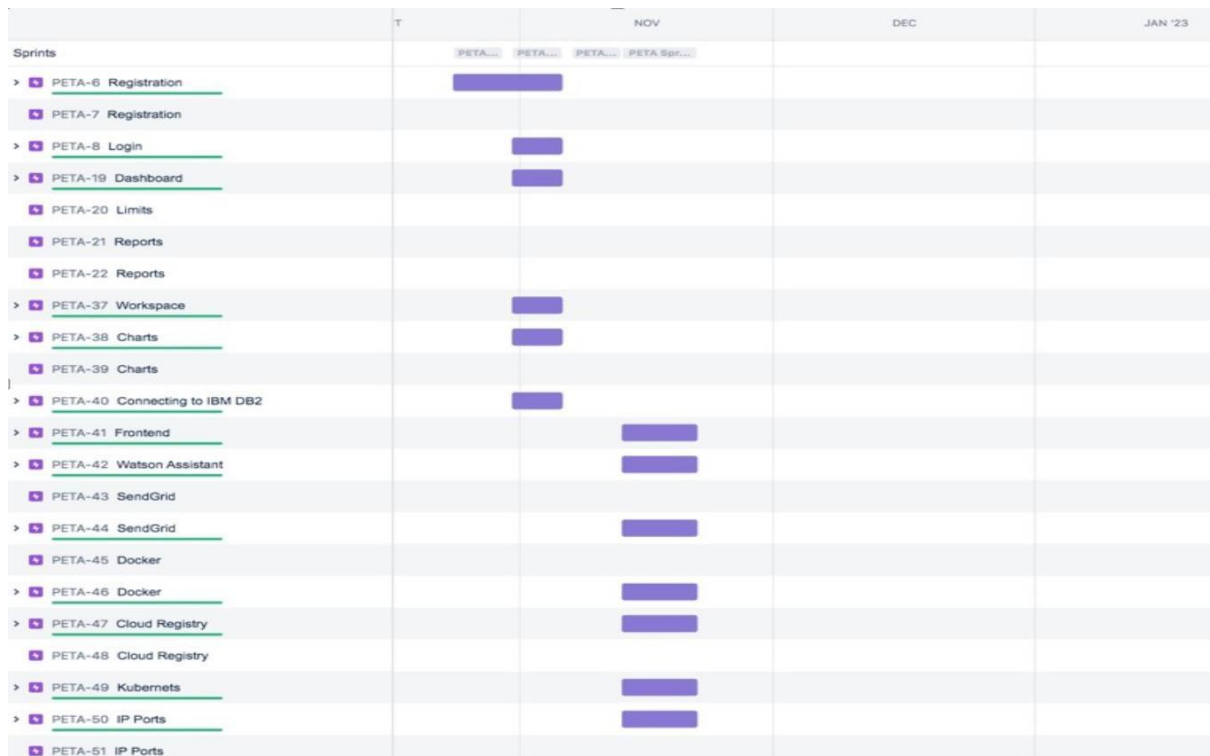 T NOV DEC JAN '23
Sprints PETA... PETA... PETA... PETA Spr...
PETA-6 Registration
PETA-7 Registration
PETA-8 Login
PETA-19 Dashboard
PETA-20 Limits
PETA-21 Reports
PETA-22 Reports
PETA-37 Workspace
PETA-38 Charts
PETA-39 Charts
PETA-40 Connecting to IBM DB2
PETA-41 Frontend
PETA-42 Watson Assistant
PETA-43 SendGrid
PETA-44 SendGrid
PETA-45 Docker
PETA-46 Docker
PETA-47 Cloud Registry
PETA-48 Cloud Registry
PETA-49 Kubernets
PETA-50 IP Ports
PETA-51 IP Ports